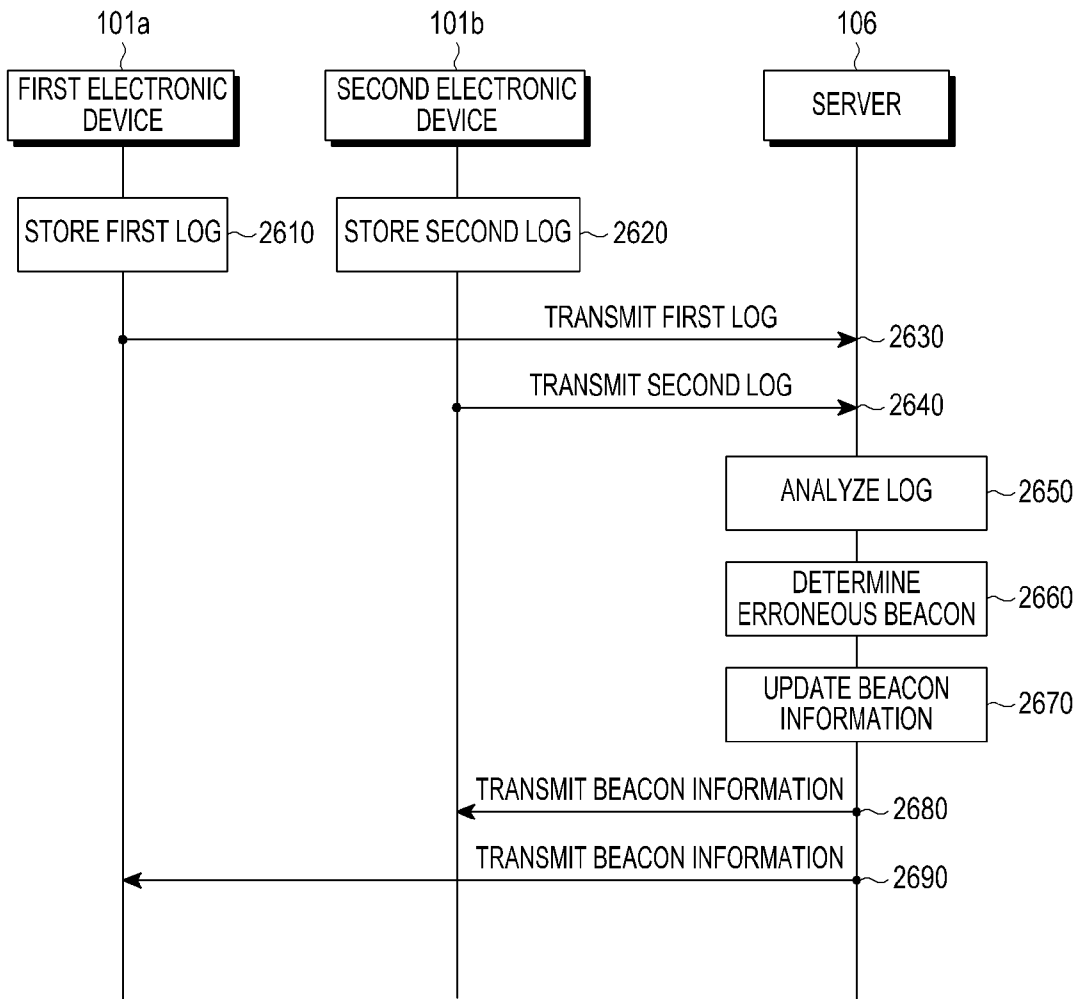 101a
101b
106
FIRST ELECTRONIC
DEVICE
SECOND ELECTRONIC
DEVICE
SERVER
STORE FIRST LOG
2610
STORE SECOND LOG
2620
TRANSMIT FIRST LOG
2630
TRANSMIT SECOND LOG
2640
ANALYZE LOG
2650
DETERMINE
ERRONEOUS BEACON
2660
UPDATE BEACON
INFORMATION
2670
TRANSMIT BEACON INFORMATION
2680
TRANSMIT BEACON INFORMATION
2690